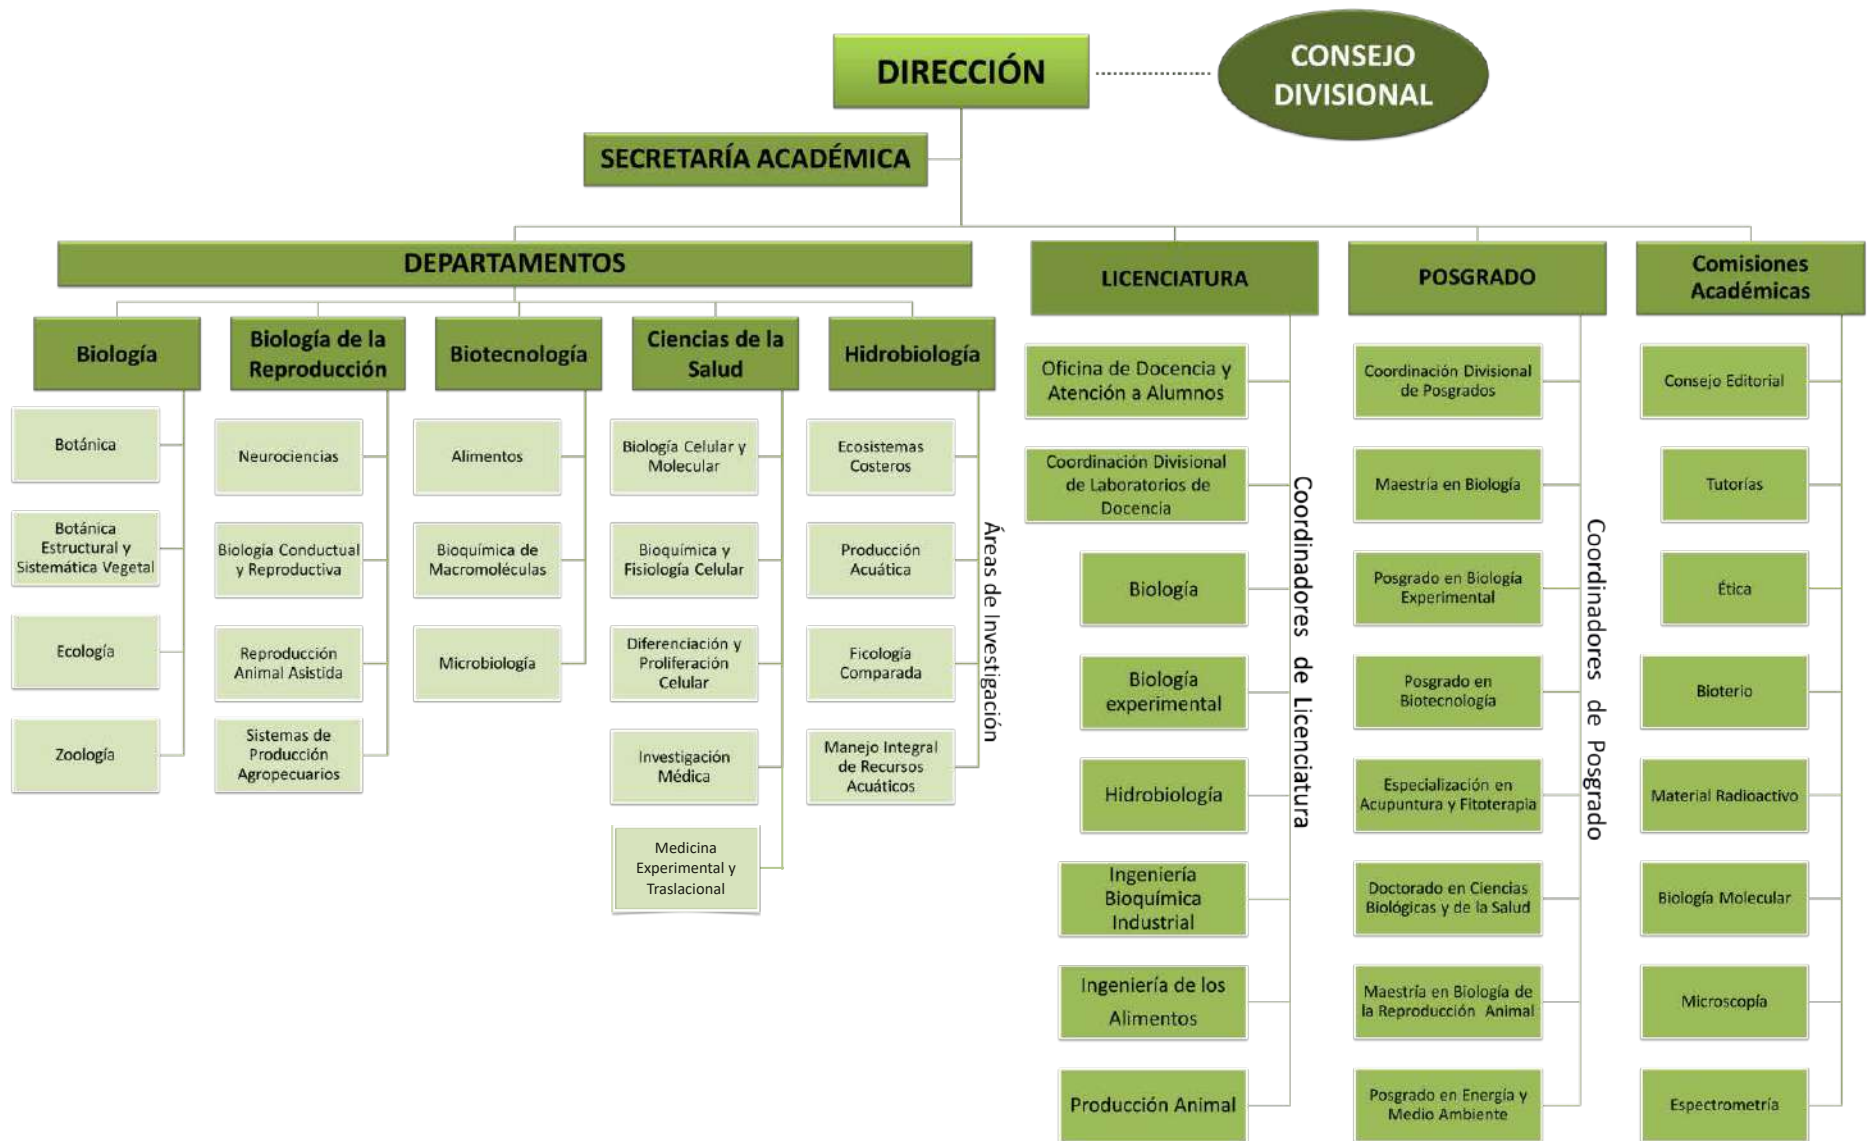 DIRECCIÓN
CONSEJO
DIVISIONAL
SECRETARÍA ACADÉMICA
DEPARTAMENTOS
Biología
Botánica
Botánica
Estructural y
Sistemática Vegetal
Ecología
Zoología
Biología de la
Reproducción
Neurociencias
Biología Conductual
y Reproductiva
Reproducción
Animal Asistida
Sistemas de
Producción
Agropecuarios
Biotecnología
Alimentos
Bioquímica de
Macromoléculas
Microbiología
Ciencias de la
Salud
Biología Celular y
Molecular
Bioquímica y
Fisiología Celular
Diferenciación y
Proliferación
Celular
Investigación
Médica
Medicina
Experimental y
Traslacional
Hidrobiología
Ecosistemas
Costeros
Producción
Acuática
Ficología
Comparada
Manejo Integral
de Recursos
Acuáticos
Áreas de Investigación
LICENCIATURA
Oficina de Docencia y
Atención a Alumnos
Coordinación Divisional
de Laboratorios de
Docencia
Biología
Biología
experimental
Hidrobiología
Ingeniería
Bioquímica
Industrial
Ingeniería de los
Alimentos
Producción Animal
Coordinadores de Licenciatura
POSGRADO
Coordinación Divisional
de Posgrados
Maestría en Biología
Posgrado en Biología
Experimental
Posgrado en
Biotecnología
Especialización en
Acupuntura y Fitoterapia
Doctorado en Ciencias
Biológicas y de la Salud
Maestría en Biología de
la Reproducción Animal
Posgrado en Energía y
Medio Ambiente
Coordinadores de Posgrado
Comisiones
Académicas
Consejo Editorial
Tutorías
Ética
Bioterio
Material Radioactivo
Biología Molecular
Microscopía
Espectrometría